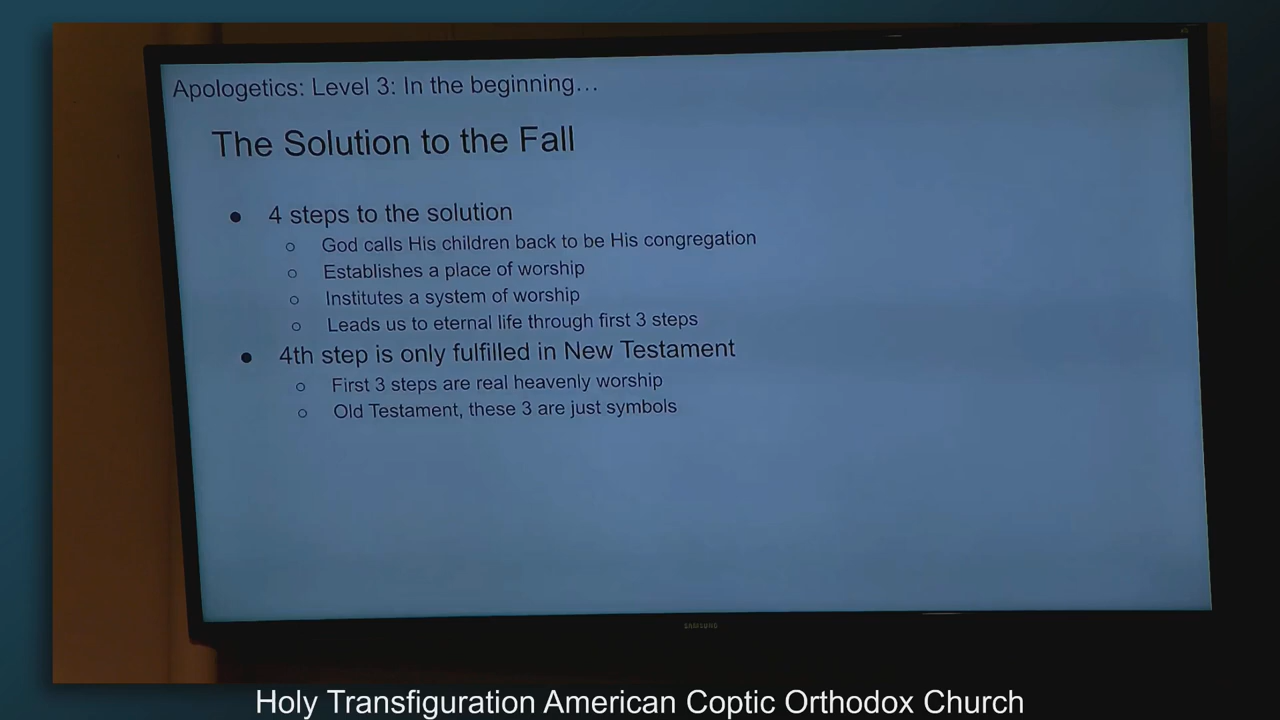 Apologetics: Level 3: In the beginning…
The Solution to the Fall
● 4 steps to the solution
○ God calls His children back to be His congregation
○ Establishes a place of worship
○ Institutes a system of worship
○ Leads us to eternal life through first 3 steps
● 4th step is only fulfilled in New Testament
○ First 3 steps are real heavenly worship
○ Old Testament, these 3 are just symbols
SAMSUNG
Holy Transfiguration American Coptic Orthodox Church